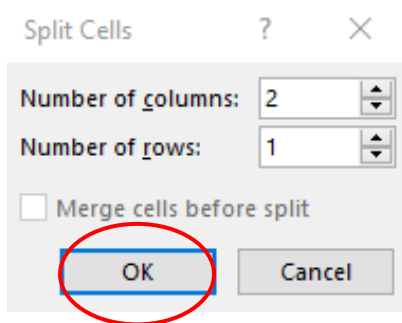 Split Cells ?
Number of columns: 2
Number of rows: 1
Merge cells before split
OK Cancel